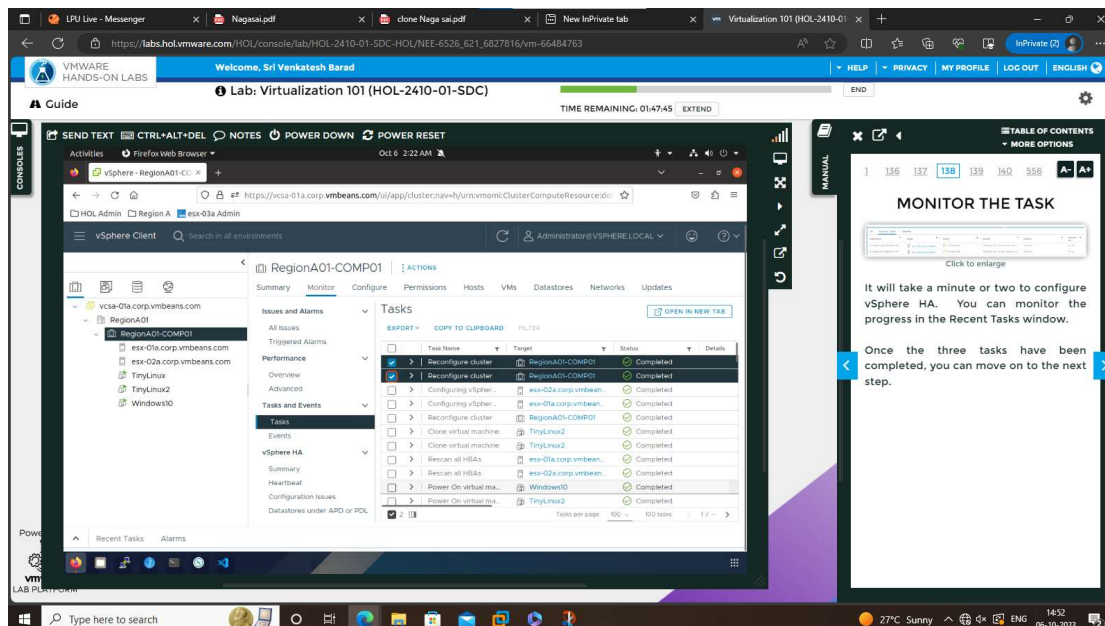 LPU Live - Messenger
Nagasai.pdf
clone Naga sai.pdf
New InPrivate tab
Virtualization 101 (HOL-2410-01
https://labs.hol.vmware.com/HOL/console/lab/HOL-2410-01-SDC-HOL/NEE-6526_621_6827816/vm-66484763
InPrivate (2)
VMWARE
HANDS-ON LABS
Welcome, Sri Venkatesh Barad
HELP PRIVACY MY PROFILE LOG OUT ENGLISH
Guide
Lab: Virtualization 101 (HOL-2410-01-SDC)
TIME REMAINING: 01:47:45 EXTEND
END
CONSOLES
SEND TEXT CTRL+ALT+DEL NOTES POWER DOWN POWER RESET
Activities Firefox Web Browser Oct 6 2:22 AM
vSphere - RegionA01-CO
https://vcsa-01a.corp.vmbeans.com/ui/app/cluster;nav=h/urn:vmomi:ClusterComputeResource:do
HOL Admin Region A esx-03a Admin
vSphere Client Search in all environments Administrator@VSPHERE.LOCAL
vcsa-01a.corp.vmbeans.com
RegionA01
RegionA01-COMP01
esx-01a.corp.vmbeans.com
esx-02a.corp.vmbeans.com
TinyLinux
TinyLinux2
Windows10
RegionA01-COMP01 ACTIONS
Summary Monitor Configure Permissions Hosts VMs Datastores Networks Updates
Issues and Alarms
All Issues
Triggered Alarms
Performance
Overview
Advanced
Tasks and Events
Tasks
Events
vSphere HA
Summary
Heartbeat
Configuration Issues
Datastores under APD or PDL
Tasks
OPEN IN NEW TAB
EXPORT COPY TO CLIPBOARD FILTER
Task Name Target Status Details
Reconfigure cluster RegionA01-COMP01 Completed
Reconfigure cluster RegionA01-COMP01 Completed
Configuring vSpher... esx-02a.corp.vmbean... Completed
Configuring vSpher... esx-01a.corp.vmbean... Completed
Reconfigure cluster RegionA01-COMP01 Completed
Clone virtual machine TinyLinux2 Completed
Clone virtual machine TinyLinux2 Completed
Rescan all HBAs esx-01a.corp.vmbean... Completed
Rescan all HBAs esx-02a.corp.vmbean... Completed
Power On virtual ma... Windows10 Completed
Power On virtual ma... TinyLinux2 Completed
2 Tasks per page 100 100 tasks 1 /
Recent Tasks Alarms
Powe
vm
LAB PLATFORM
MANUAL
TABLE OF CONTENTS
MORE OPTIONS
1 136 137 138 139 140 556 A- A+
MONITOR THE TASK
Click to enlarge
It will take a minute or two to configure
vSphere HA. You can monitor the
progress in the Recent Tasks window.
Once the three tasks have been
completed, you can move on to the next
step.
Type here to search
27°C Sunny
ENG
14:52
06-10-2023